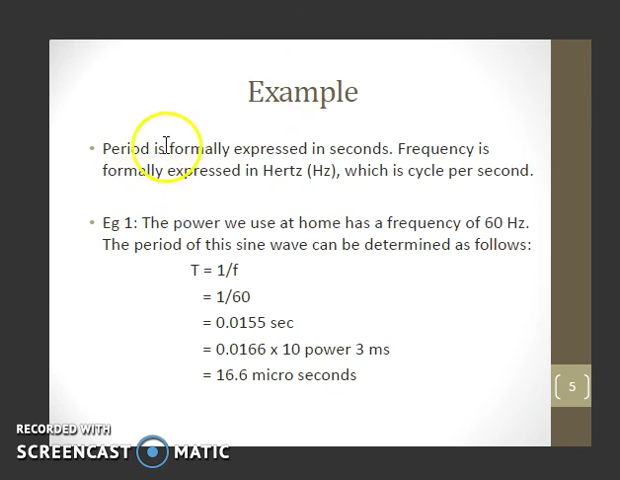 Example
• Period is formally expressed in seconds. Frequency is
formally expressed in Hertz (Hz), which is cycle per second.
• Eg 1: The power we use at home has a frequency of 60 Hz.
The period of this sine wave can be determined as follows:
T = 1/f
= 1/60
= 0.0155 sec
= 0.0166 x 10 power 3 ms
= 16.6 micro seconds
5
RECORDED WITH
SCREENCAST MATIC